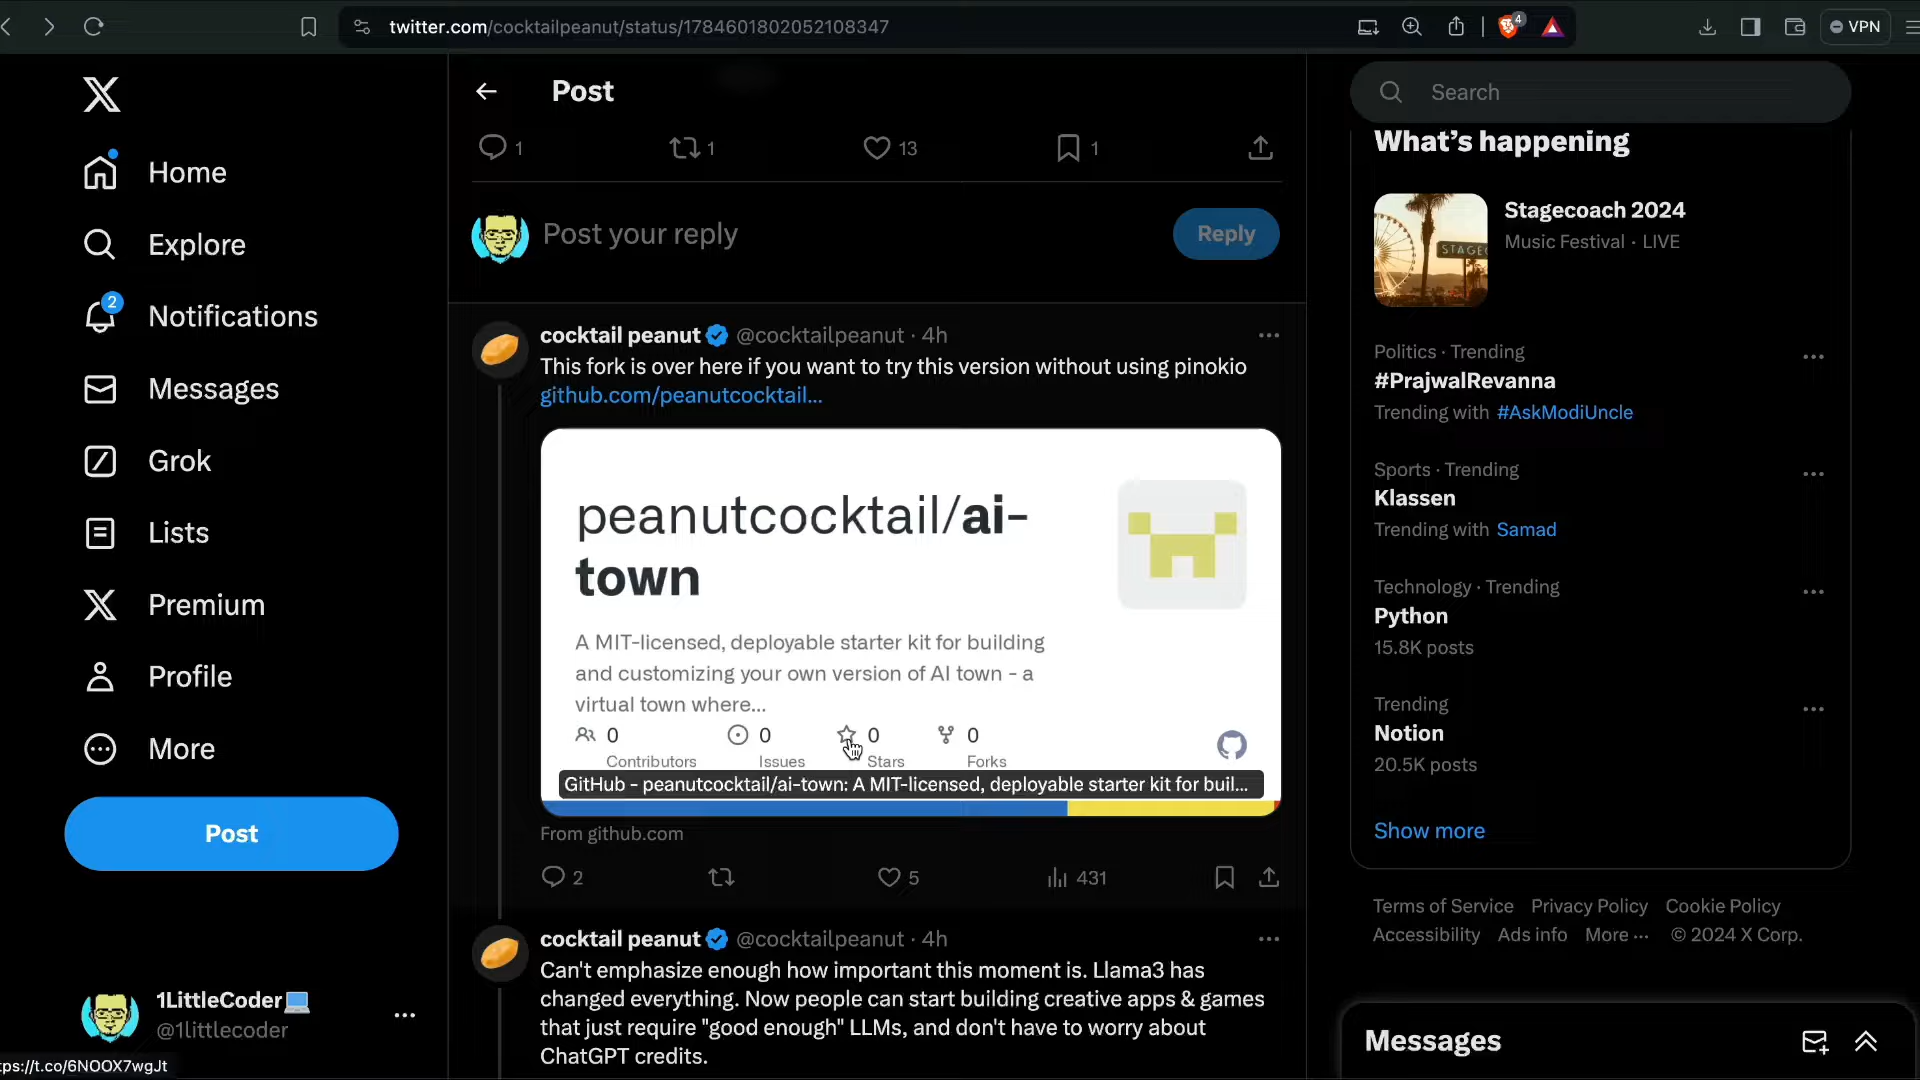 twitter.com/cocktailpeanut/status/1784601802052108347
4
VPN
Home
Explore
2
Notifications
Messages
Grok
Lists
Premium
Profile
More
Post
1LittleCoder
@1littlecoder
ps://t.co/6NOOX7wgJt
Post
1 1 13 1
Post your reply
Reply
cocktail peanut @cocktailpeanut · 4h
This fork is over here if you want to try this version without using pinokio
github.com/peanutcocktail...
peanutcocktail/ai-
town
A MIT-licensed, deployable starter kit for building
and customizing your own version of AI town - a
virtual town where...
0 0 0 0
Contributors Issues Stars Forks
GitHub - peanutcocktail/ai-town: A MIT-licensed, deployable starter kit for buil...
From github.com
2 5 431
cocktail peanut @cocktailpeanut · 4h
Can't emphasize enough how important this moment is. Llama3 has
changed everything. Now people can start building creative apps & games
that just require "good enough" LLMs, and don't have to worry about
ChatGPT credits.
Search
What's happening
STAGEC
Stagecoach 2024
Music Festival · LIVE
Politics · Trending
#PrajwalRevanna
Trending with #AskModiUncle
Sports · Trending
Klassen
Trending with Samad
Technology · Trending
Python
15.8K posts
Trending
Notion
20.5K posts
Show more
Terms of Service Privacy Policy Cookie Policy
Accessibility Ads info More ··· © 2024 X Corp.
Messages